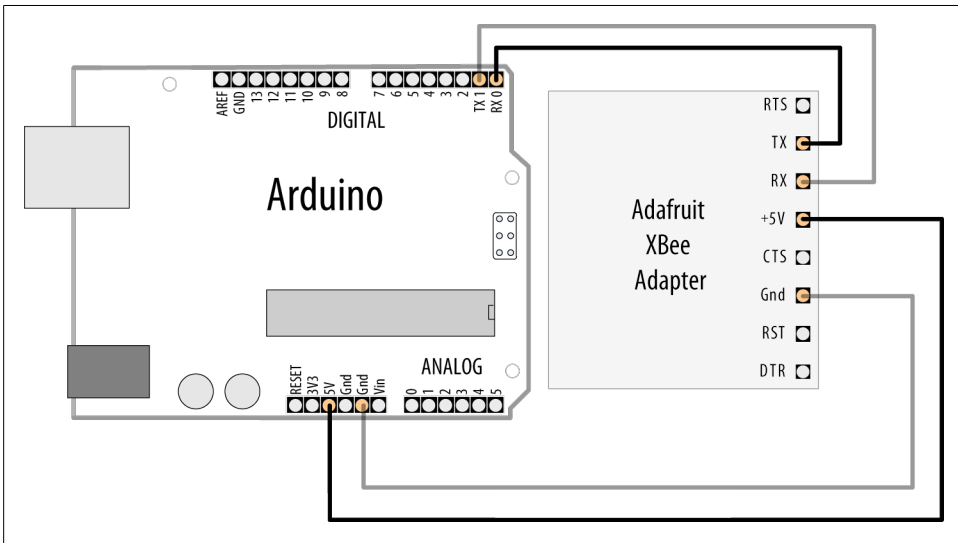 AREF
GND
13
12
11
10
9
8
7
6
5
4
3
2
TX 1
RX 0
DIGITAL
Arduino
RESET
3V3
5V
Gnd
Gnd
Vin
ANALOG
0
1
2
3
4
5
Adafruit
XBee
Adapter
RTS
TX
RX
+5V
CTS
Gnd
RST
DTR